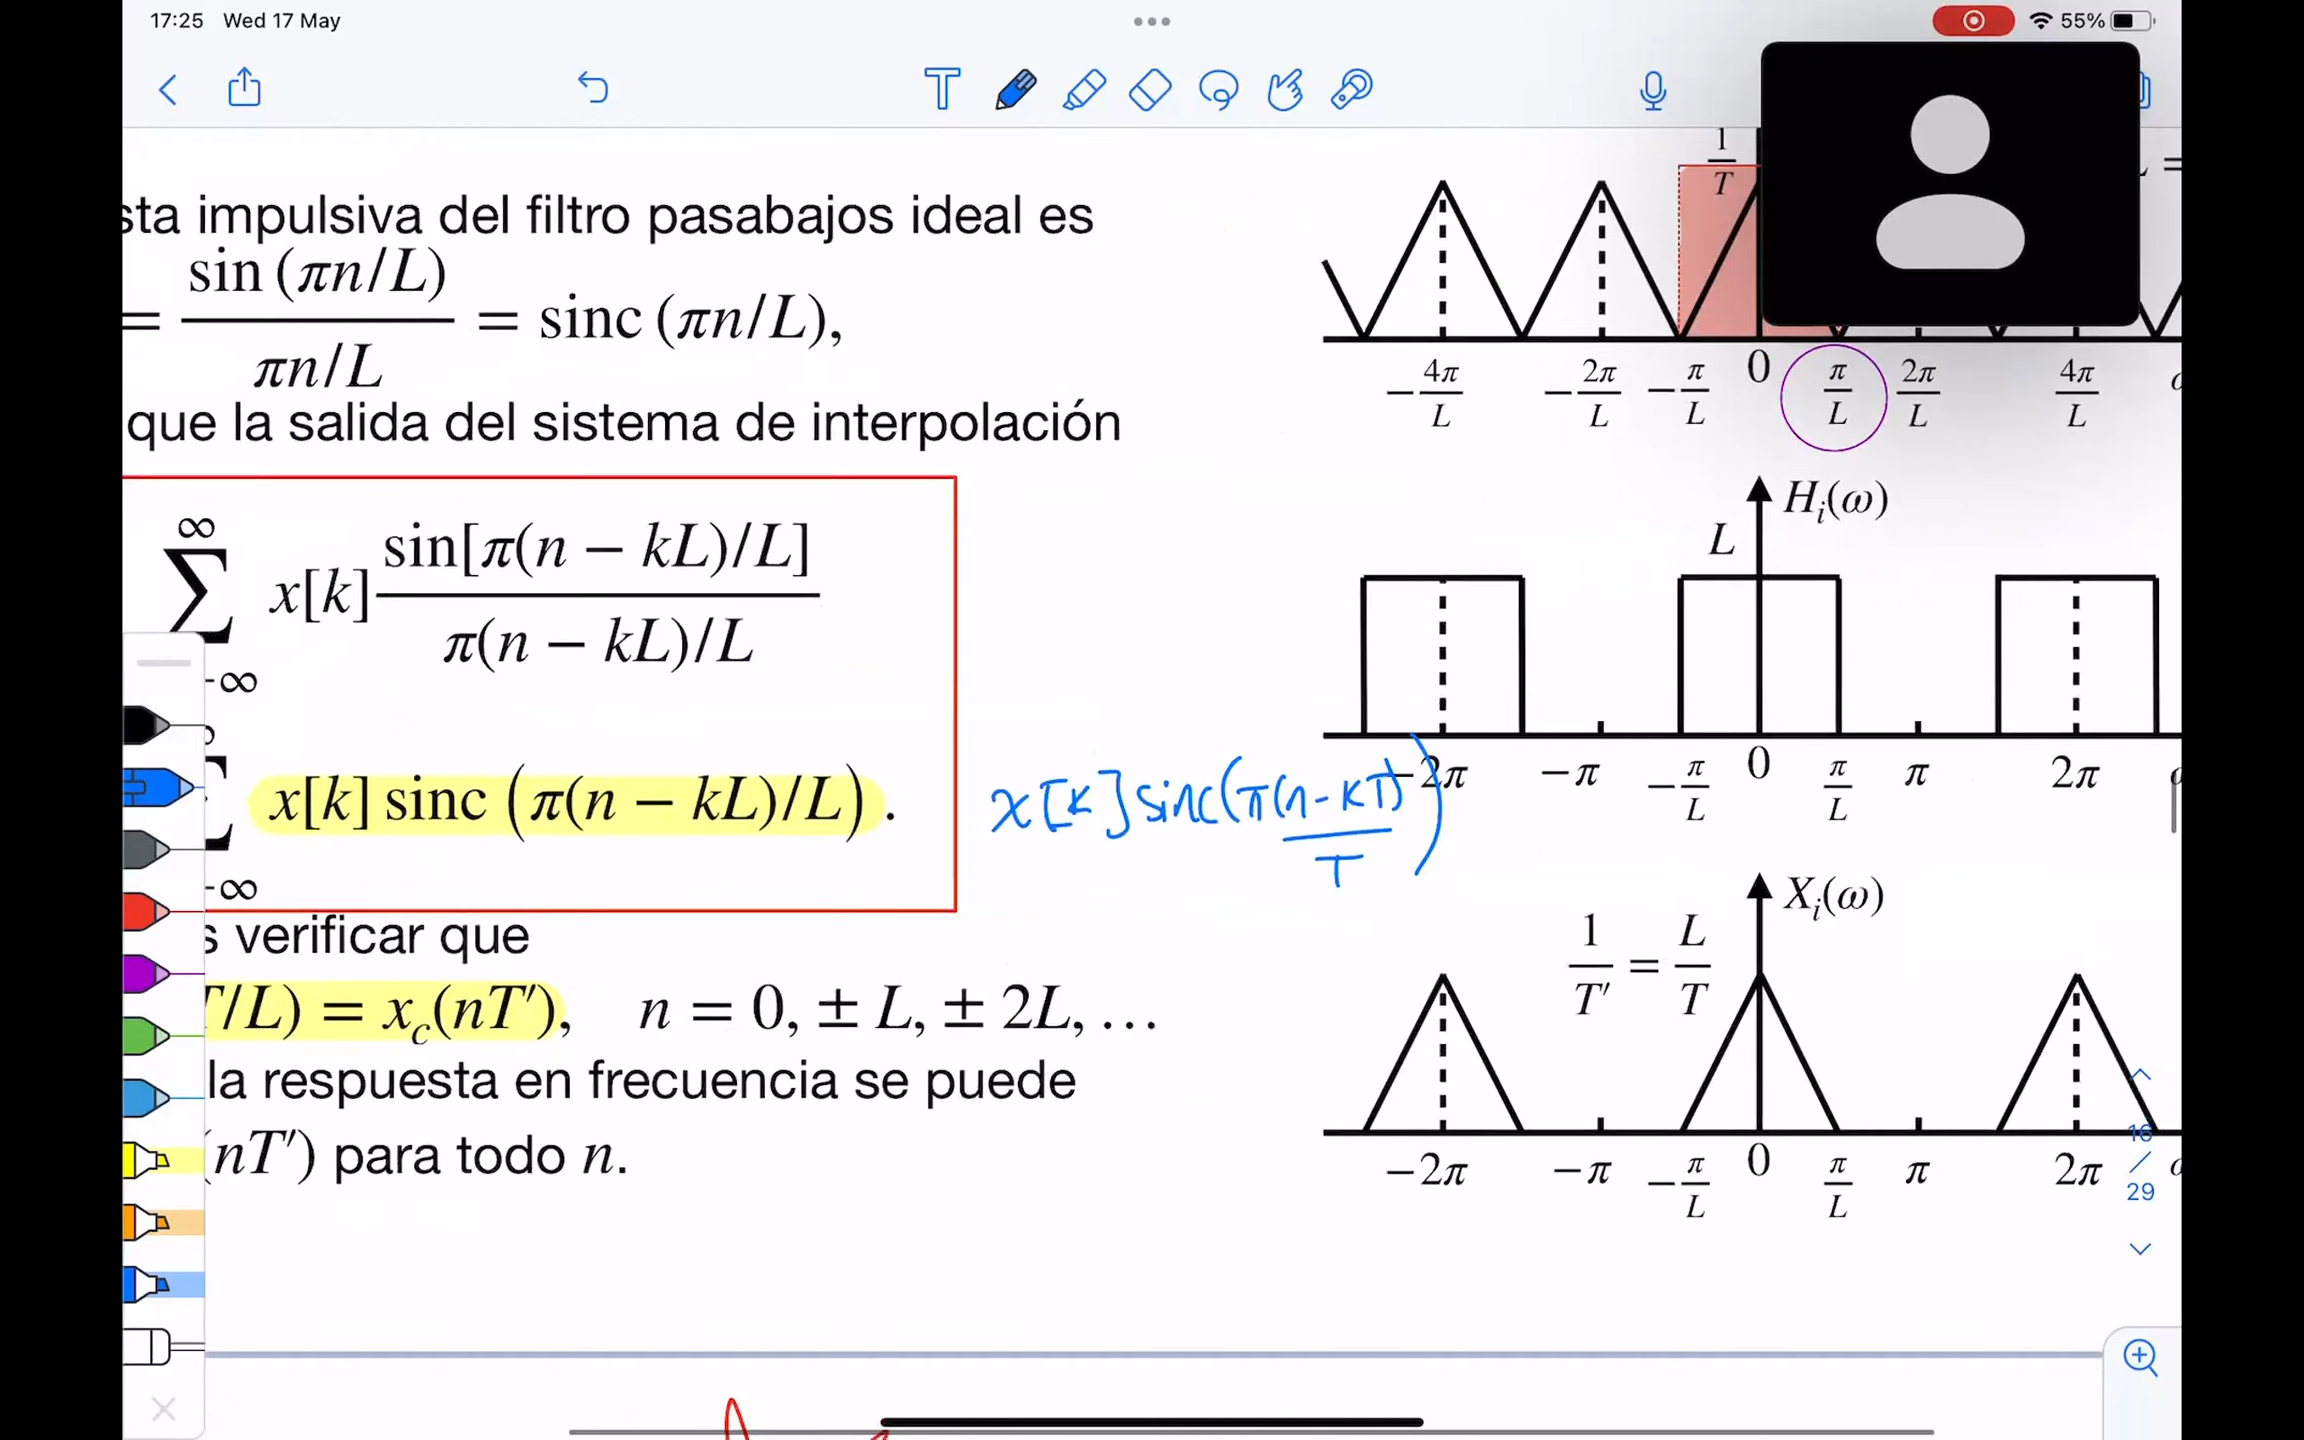 17:25 Wed 17 May
55%
T
sta impulsiva del filtro pasabajos ideal es
= sin (πn/L) / πn/L = sinc (πn/L),
que la salida del sistema de interpolación
∞
∑ x[k] sin[π(n − kL)/L] / π(n − kL)/L
-∞
x[k] sinc (π(n − kL)/L).
-∞
x[k] sinc(π(n-kT)/T)
s verificar que
T/L) = x_c(nT′), n = 0, ± L, ± 2L, …
la respuesta en frecuencia se puede
(nT′) para todo n.
1/T
=
−4π/L −2π/L −π/L 0 π/L 2π/L 4π/L
H_i(ω)
L
−2π −π −π/L 0 π/L π 2π
X_i(ω)
1/T′ = L/T
−2π −π −π/L 0 π/L π 2π
16
/
29